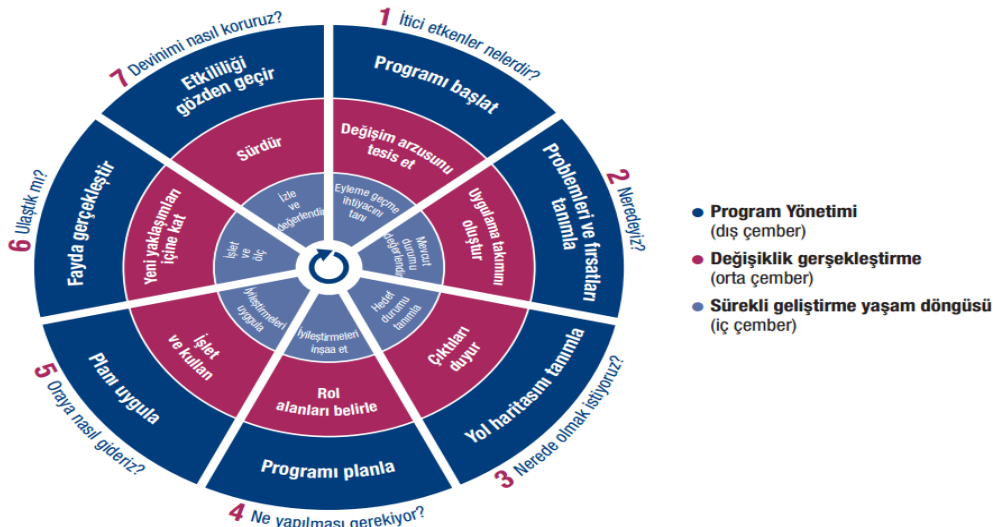 1 İtici etkenler nelerdir?
Programı başlat
Değişim arzusunu
tesis et
Eyleme geçme
ihtiyacını
tanı
2 Neredeyiz?
Problemleri ve fırsatları
tanımla
Uygulama takımını
oluştur
Mevcut
durumu
değerlendir
3 Nerede olmak istiyoruz?
Yol haritasını tanımla
Çıktıları
duyur
Hedef
durumu
tanımla
4 Ne yapılması gerekiyor?
Programı planla
Rol
alanları belirle
İyileştirmeleri
inşaa et
5 Oraya nasıl gideriz?
Planı uygula
İşlet
ve kullan
İyileştirmeleri
uygula
6 Ulaştık mı?
Fayda gerçekleştir
Yeni yaklaşımları
içine kat
İşlet
ve
ölç
7 Devinimi nasıl koruruz?
Etkililiği
gözden geçir
Sürdür
İzle
ve
değerlendir
Program Yönetimi
(dış çember)
Değişiklik gerşekleştirme
(orta çember)
Sürekli geliştirme yaşam döngüsü
(iç çember)